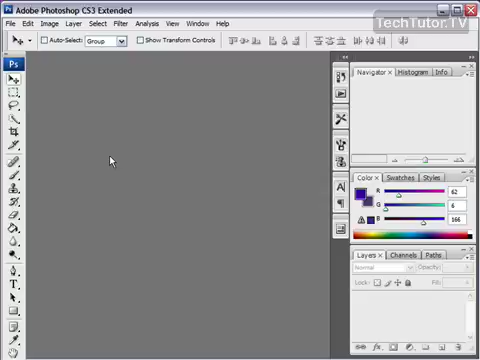 Adobe Photoshop CS3 Extended
TechTutor.TV
File Edit Image Layer Select Filter Analysis View Window Help
Auto-Select: Group Show Transform Controls
Ps
Navigator × Histogram Info
Color × Swatches Styles
R 62
G 6
B 166
A
T
Layers × Channels Paths
Normal Opacity:
Lock: Fill:
fx.